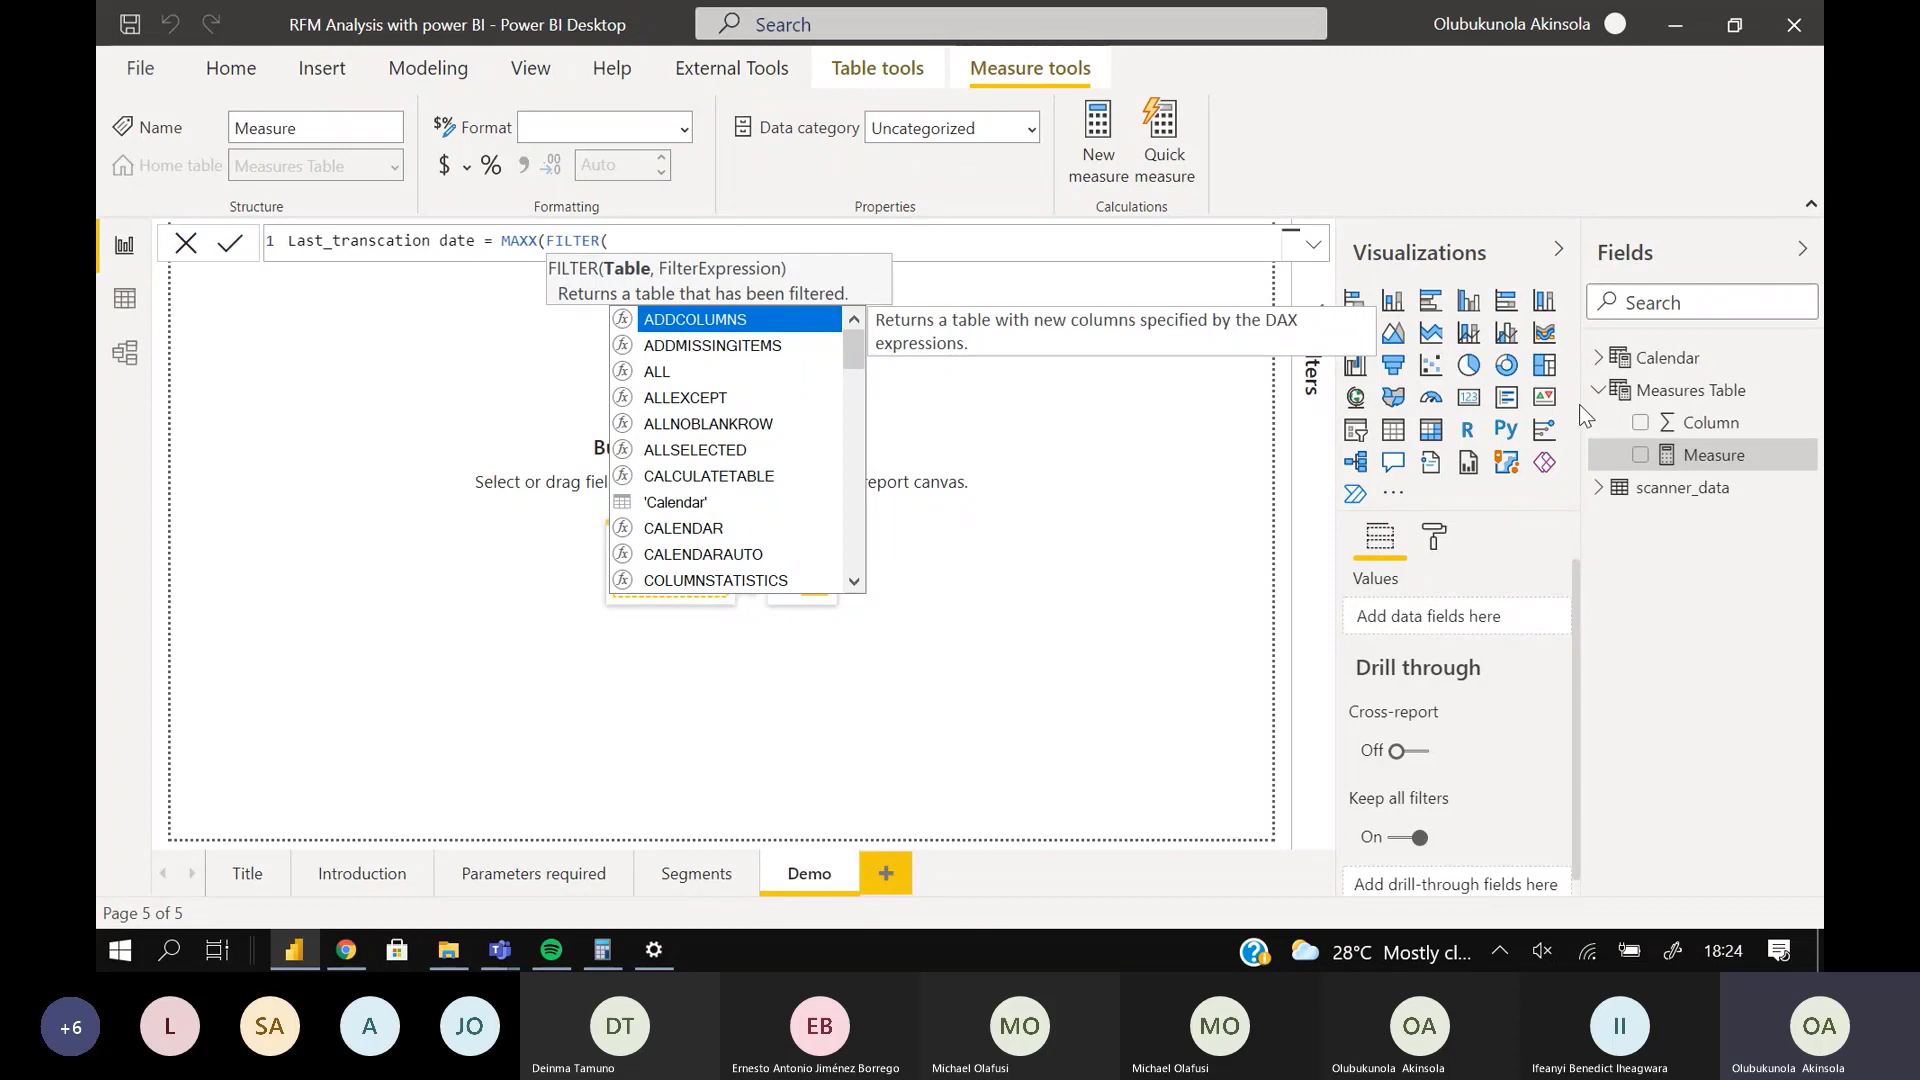 RFM Analysis with power BI - Power BI Desktop
Search
Olubukunola Akinsola
File Home Insert Modeling View Help External Tools Table tools Measure tools
Name Measure
Home table Measures Table
Structure
$% Format
$ % 9 .00 →.0 Auto
Formatting
Data category Uncategorized
Properties
New measure
Quick measure
Calculations
1 Last_transcation date = MAXX(FILTER(
FILTER(Table, FilterExpression)
Returns a table that has been filtered.
ADDCOLUMNS
ADDMISSINGITEMS
ALL
ALLEXCEPT
ALLNOBLANKROW
ALLSELECTED
CALCULATETABLE
'Calendar'
CALENDAR
CALENDARAUTO
COLUMNSTATISTICS
Returns a table with new columns specified by the DAX
expressions.
Select or drag fiel
eport canvas.
lters
Visualizations
123
R Py
Values
Add data fields here
Drill through
Cross-report
Off
Keep all filters
On
Add drill-through fields here
Fields
Search
Calendar
Measures Table
Column
Measure
scanner_data
Title Introduction Parameters required Segments Demo +
Page 5 of 5
28°C Mostly cl... 18:24
+6 L SA A JO DT EB MO MO OA II OA
Deinma Tamuno
Ernesto Antonio Jiménez Borrego
Michael Olafusi
Michael Olafusi
Olubukunola Akinsola
Ifeanyi Benedict Iheagwara
Olubukunola Akinsola